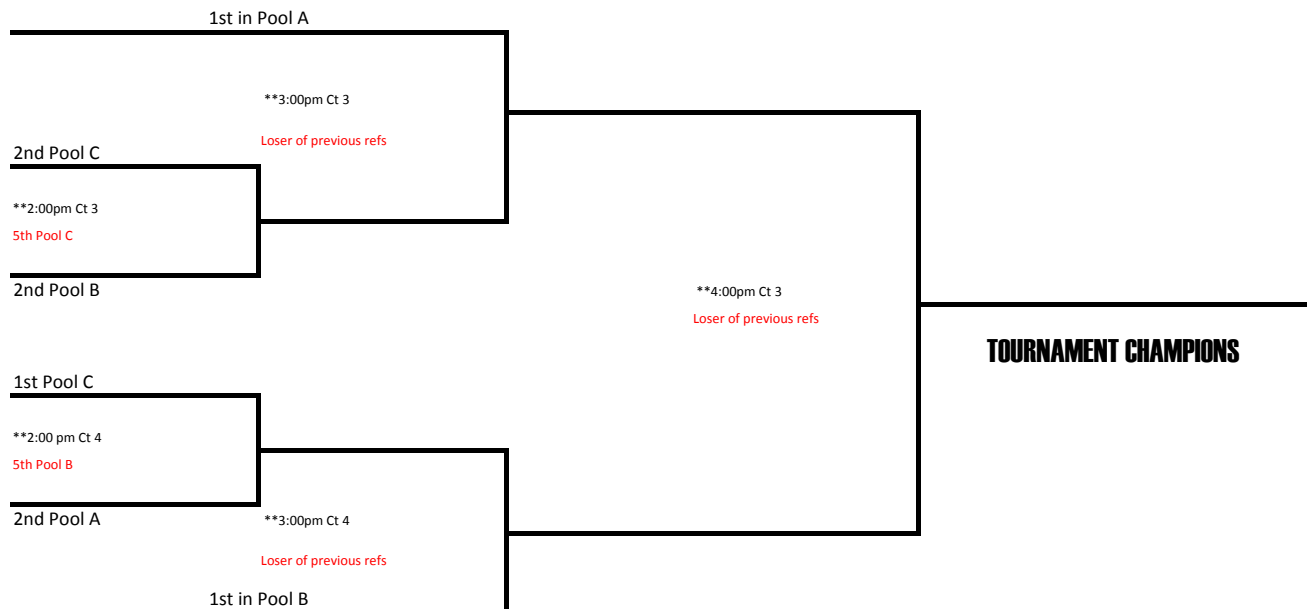 1st in Pool A
**3:00pm Ct 3
Loser of previous refs
2nd Pool C
**2:00pm Ct 3
5th Pool C
2nd Pool B
**4:00pm Ct 3
Loser of previous refs
TOURNAMENT CHAMPIONS
1st Pool C
**2:00 pm Ct 4
5th Pool B
2nd Pool A
**3:00pm Ct 4
Loser of previous refs
1st in Pool B